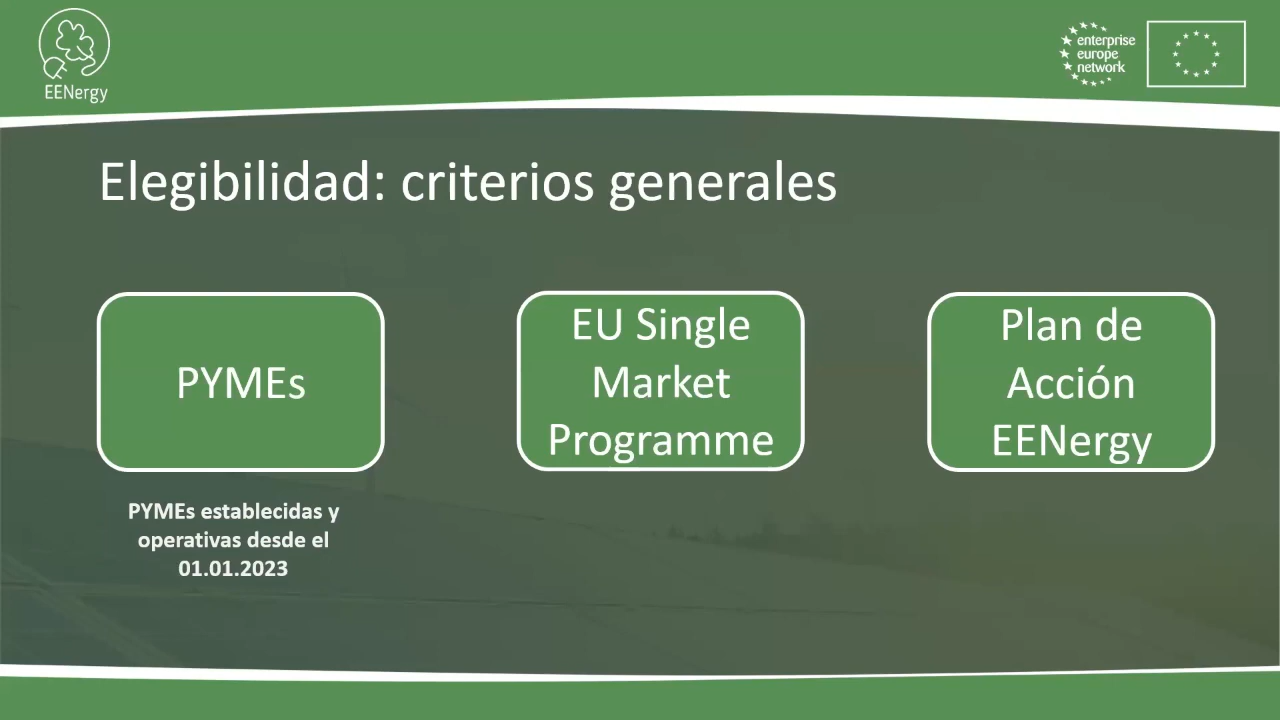 EENergy
enterprise
europe
network
Elegibilidad: criterios generales
PYMEs
EU Single
Market
Programme
Plan de
Acción
EENergy
PYMEs establecidas y
operativas desde el
01.01.2023